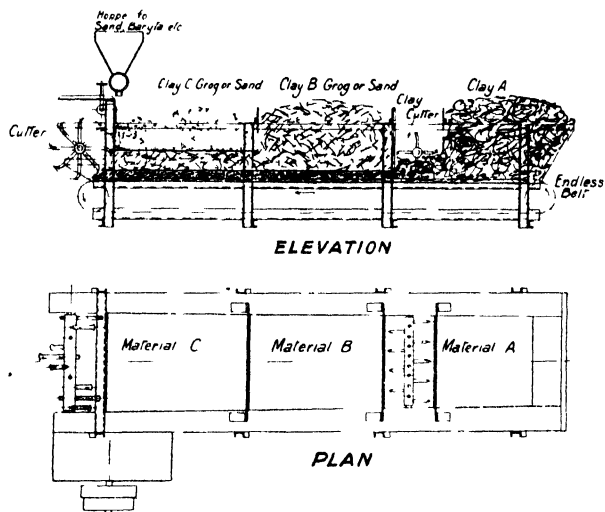 Hoppe to
Sand, Baryta etc
Clay C Grog or Sand
Clay B Grog or Sand
Clay A
Clay
Cutter
Cutter
Endless
Belt
ELEVATION
Material C
Material B
Material A
PLAN